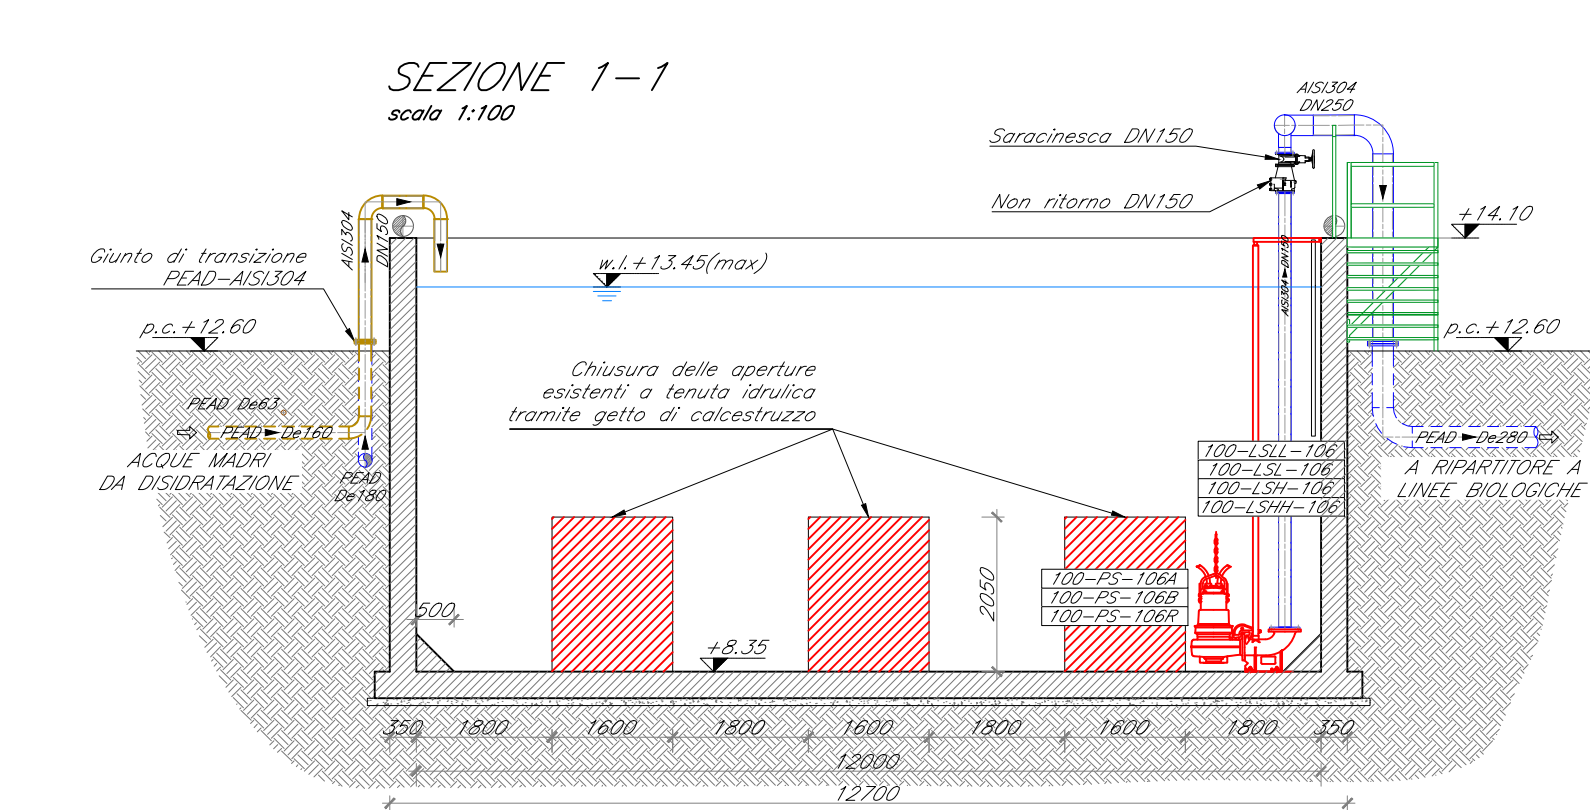 SEZIONE 1-1
scala 1:100
AISI304
DN250
Saracinesca DN150
Non ritorno DN150
+14.10
AISI304
DN150
Giunto di transizione
PEAD-AISI304
w.l.+13.45(max)
AISI304 DN150
p.c.+12.60
p.c.+12.60
Chiusura delle aperture
esistenti a tenuta idrulica
tramite getto di calcestruzzo
PEAD De63
PEAD De160
ACQUE MADRI
DA DISIDRATAZIONE
PEAD
De180
PEAD De280
A RIPARTITORE A
LINEE BIOLOGICHE
100-LSLL-106
100-LSL-106
100-LSH-106
100-LSHH-106
100-PS-106A
100-PS-106B
100-PS-106R
2050
500
+8.35
350 1800 1600 1800 1600 1800 1600 1800 350
12000
12700